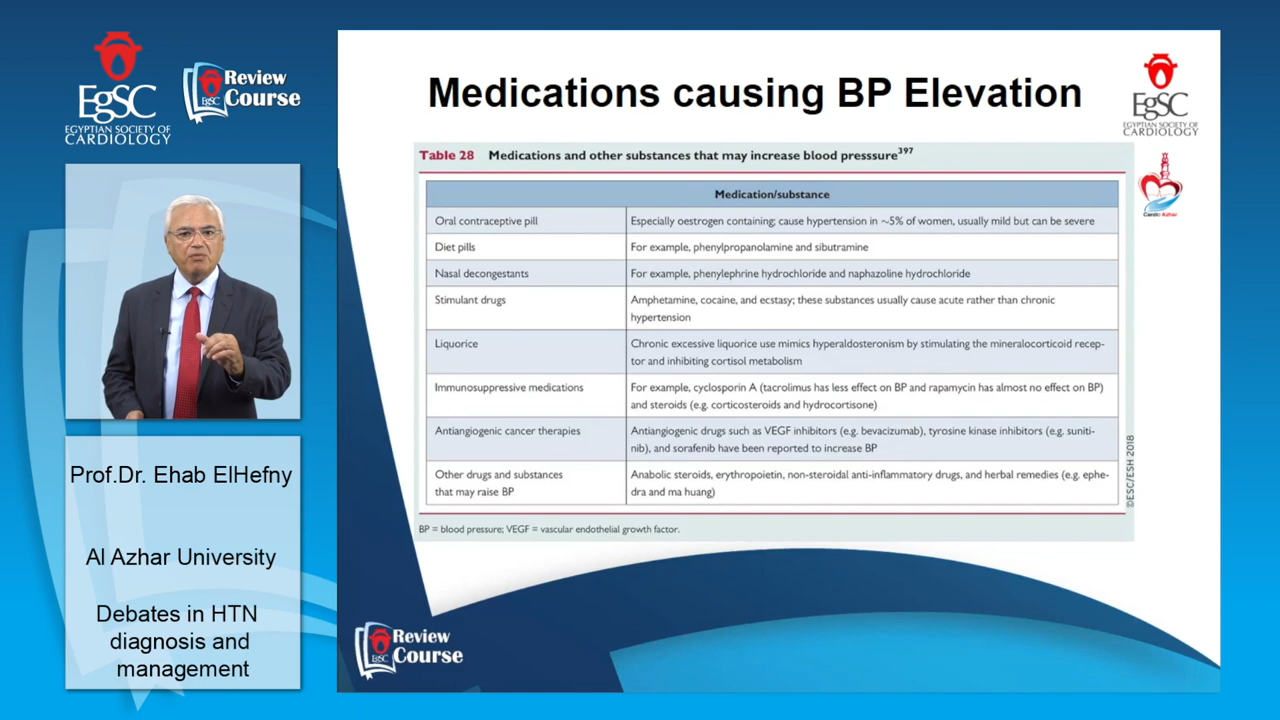 EgSC
EGYPTIAN SOCIETY OF
CARDIOLOGY
Review
Course
EgSC
Prof.Dr. Ehab ElHefny
Al Azhar University
Debates in HTN
diagnosis and
management
Medications causing BP Elevation
EgSC
EGYPTIAN SOCIETY OF
CARDIOLOGY
Cardio Azhar
Table 28 Medications and other substances that may increase blood presssure397
Medication/substance
Oral contraceptive pill Especially oestrogen containing; cause hypertension in ~5% of women, usually mild but can be severe
Diet pills For example, phenylpropanolamine and sibutramine
Nasal decongestants For example, phenylephrine hydrochloride and naphazoline hydrochloride
Stimulant drugs Amphetamine, cocaine, and ecstasy; these substances usually cause acute rather than chronic
hypertension
Liquorice Chronic excessive liquorice use mimics hyperaldosteronism by stimulating the mineralocorticoid recep-
tor and inhibiting cortisol metabolism
Immunosuppressive medications For example, cyclosporin A (tacrolimus has less effect on BP and rapamycin has almost no effect on BP)
and steroids (e.g. corticosteroids and hydrocortisone)
Antiangiogenic cancer therapies Antiangiogenic drugs such as VEGF inhibitors (e.g. bevacizumab), tyrosine kinase inhibitors (e.g. suniti-
nib), and sorafenib have been reported to increase BP
Other drugs and substances Anabolic steroids, erythropoietin, non-steroidal anti-inflammatory drugs, and herbal remedies (e.g. ephe-
that may raise BP dra and ma huang)
©ESC/ESH 2018
BP = blood pressure; VEGF = vascular endothelial growth factor.
Review
Course
EgSC